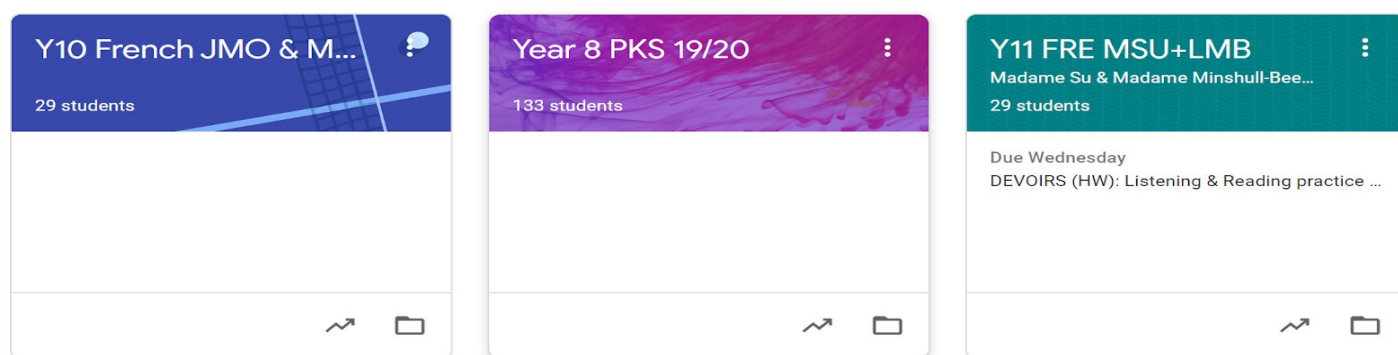 Y10 French JMO & M...
29 students
Year 8 PKS 19/20
133 students
Y11 FRE MSU+LMB
Madame Su & Madame Minshull-Bee...
29 students
Due Wednesday
DEVOIRS (HW): Listening & Reading practice ...